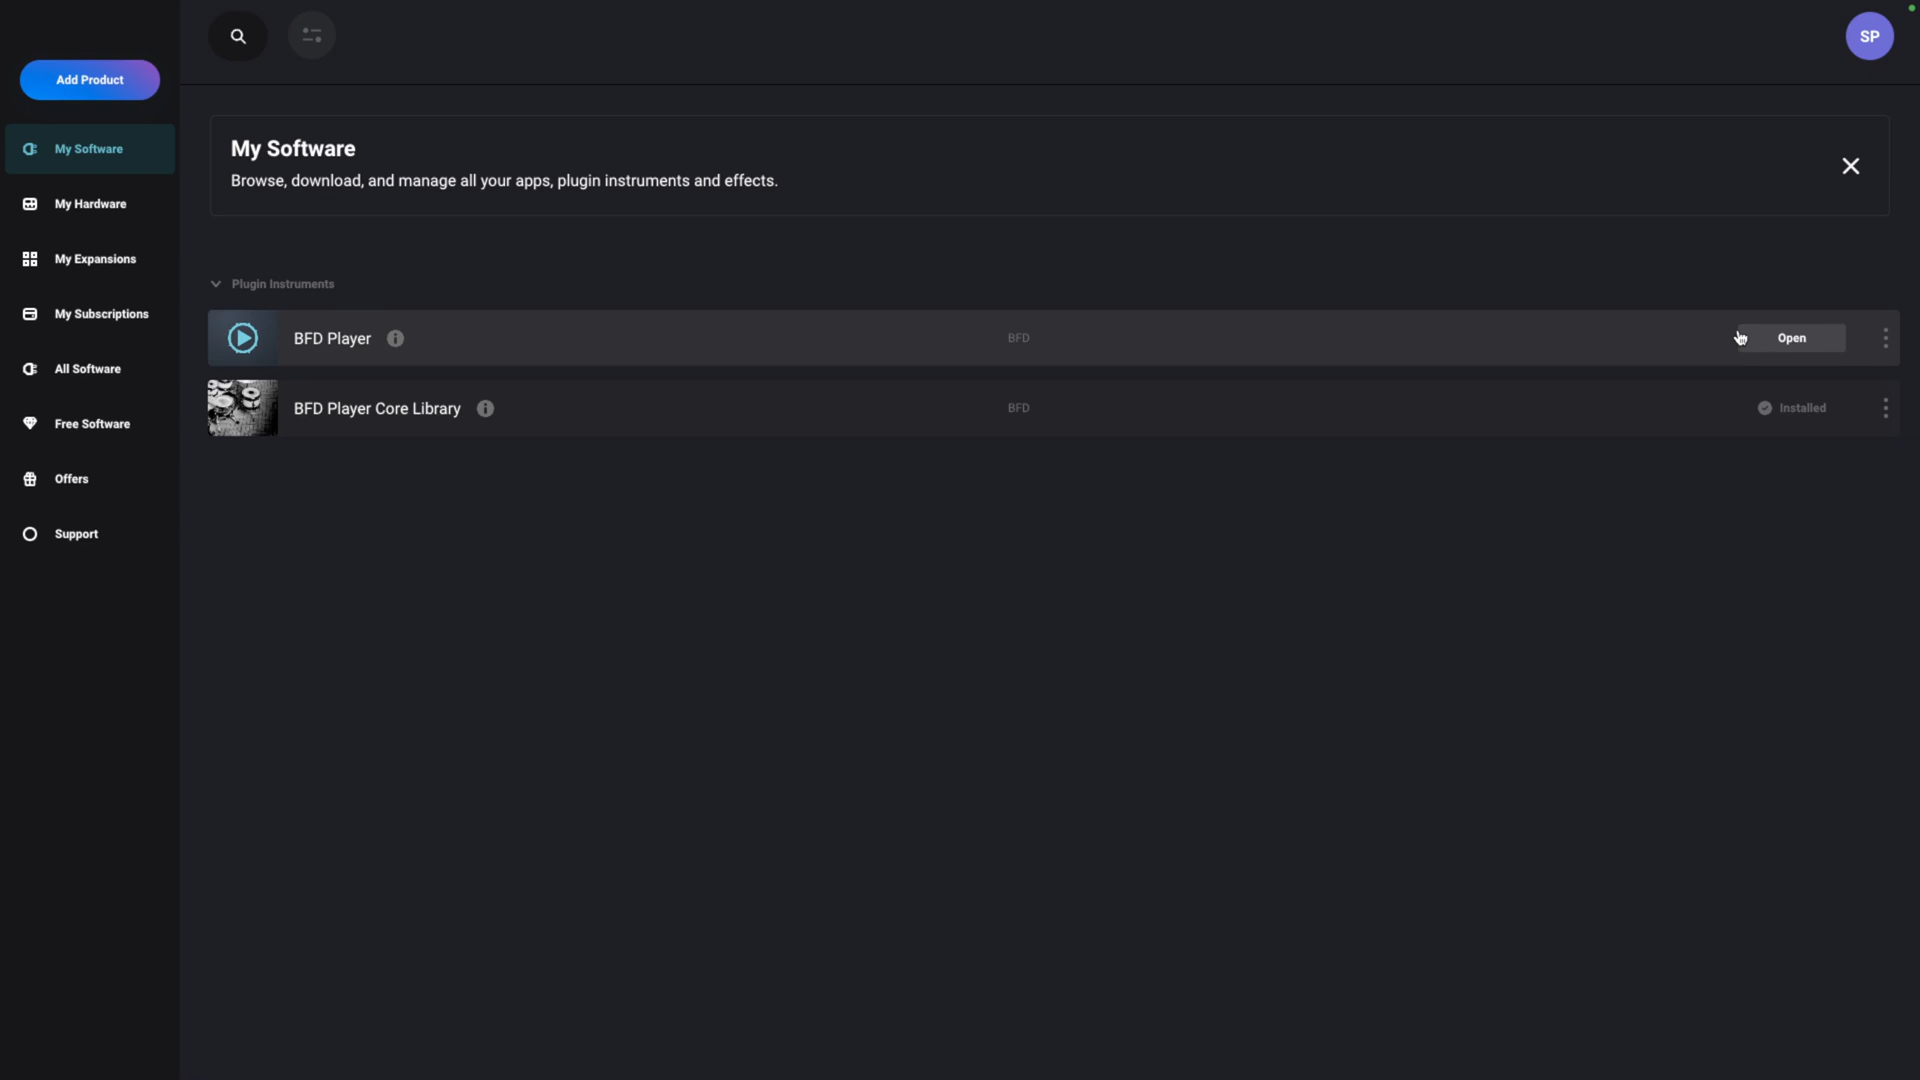 SP
Add Product
My Software
My Hardware
My Expansions
My Subscriptions
All Software
Free Software
Offers
Support
My Software
Browse, download, and manage all your apps, plugin instruments and effects.
Plugin Instruments
BFD Player BFD Open
BFD Player Core Library BFD Installed